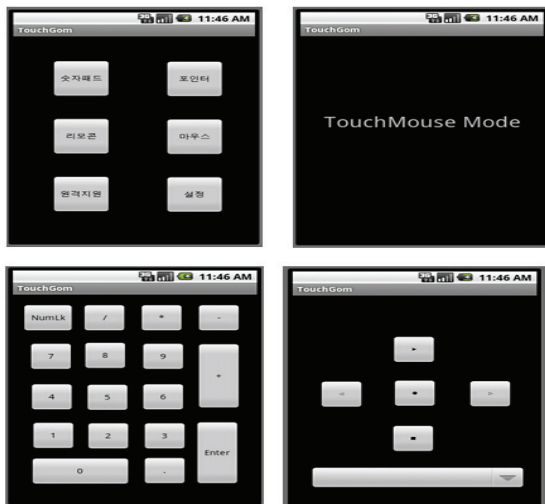 11:46 AM
TouchGom
숫자패드 포인터
리모콘 마우스
원격지원 설정
11:46 AM
TouchGom
TouchMouse Mode
11:46 AM
TouchGom
NumLk / * -
7 8 9
+
4 5 6
1 2 3
Enter
0 .
11:46 AM
TouchGom